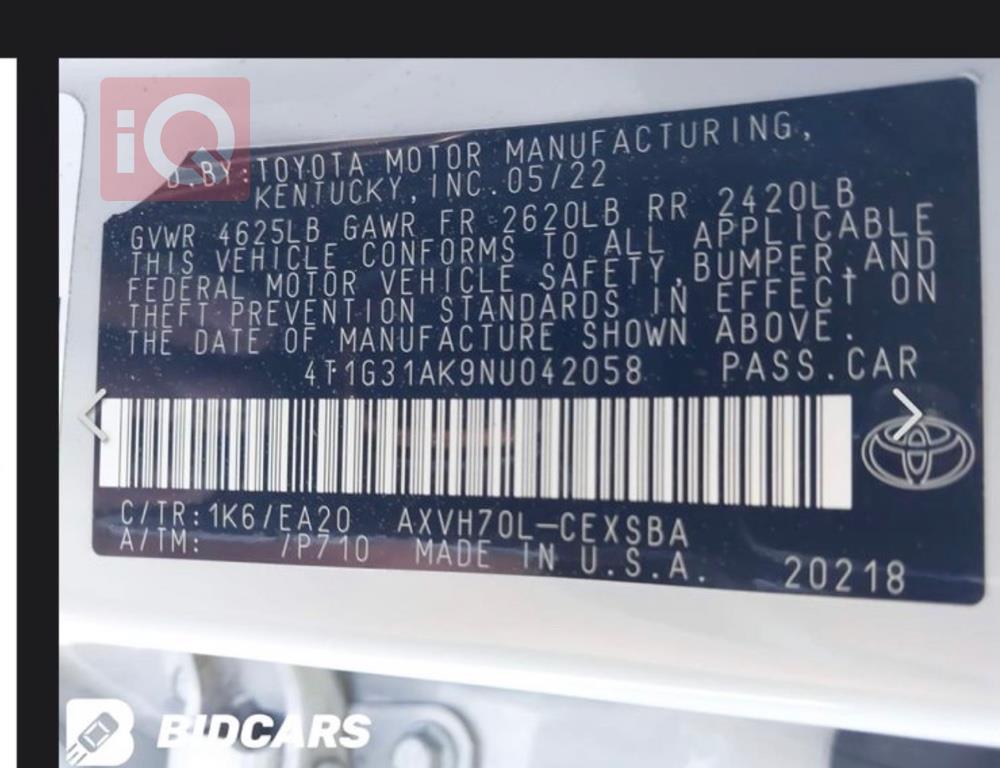 iQ
D.BY:TOYOTA MOTOR MANUFACTURING,
KENTUCKY, INC. 05/22
GVWR 4625LB GAWR FR 2620LB RR 2420LB
THIS VEHICLE CONFORMS TO ALL APPLICABLE
FEDERAL MOTOR VEHICLE SAFETY,BUMPER,AND
THEFT PREVENTION STANDARDS IN EFFECT ON
THE DATE OF MANUFACTURE SHOWN ABOVE.
4T1G31AK9NU042058 PASS.CAR
C/TR:1K6/EA20 AXVH70L-CEXSBA
A/TM: /P710 MADE IN U.S.A. 20218
BIDCARS